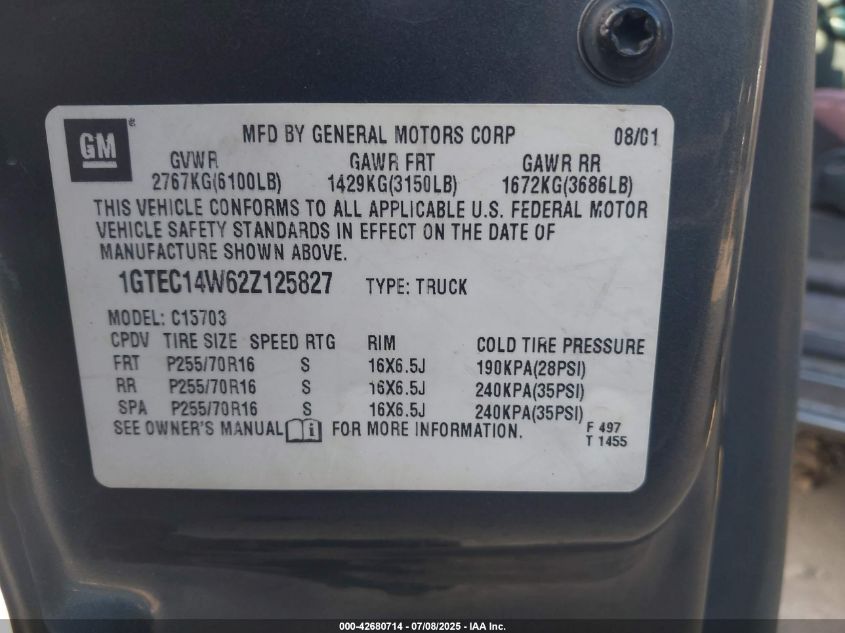 GM ®
MFD BY GENERAL MOTORS CORP 08/01
GVWR GAWR FRT GAWR RR
2767KG(6100LB) 1429KG(3150LB) 1672KG(3686LB)
THIS VEHICLE CONFORMS TO ALL APPLICABLE U.S. FEDERAL MOTOR
VEHICLE SAFETY STANDARDS IN EFFECT ON THE DATE OF
MANUFACTURE SHOWN ABOVE.
1GTEC14W62Z125827 TYPE: TRUCK
MODEL: C15703
CPDV TIRE SIZE SPEED RTG RIM COLD TIRE PRESSURE
FRT P255/70R16 S 16X6.5J 190KPA(28PSI)
RR P255/70R16 S 16X6.5J 240KPA(35PSI)
SPA P255/70R16 S 16X6.5J 240KPA(35PSI)
SEE OWNER'S MANUAL i FOR MORE INFORMATION.
F 497
T 1455
000-42680714 - 07/08/2025 - IAA Inc.